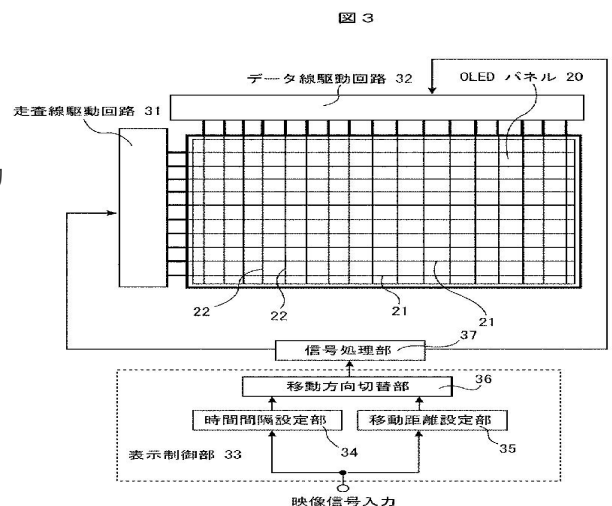 図３
データ線駆動回路 32
OLED パネル 20
走査線駆動回路 31
22
22
21
21
信号処理部
37
移動方向切替部
36
時間間隔設定部
移動距離設定部
34
35
表示制御部 33
映像信号入力